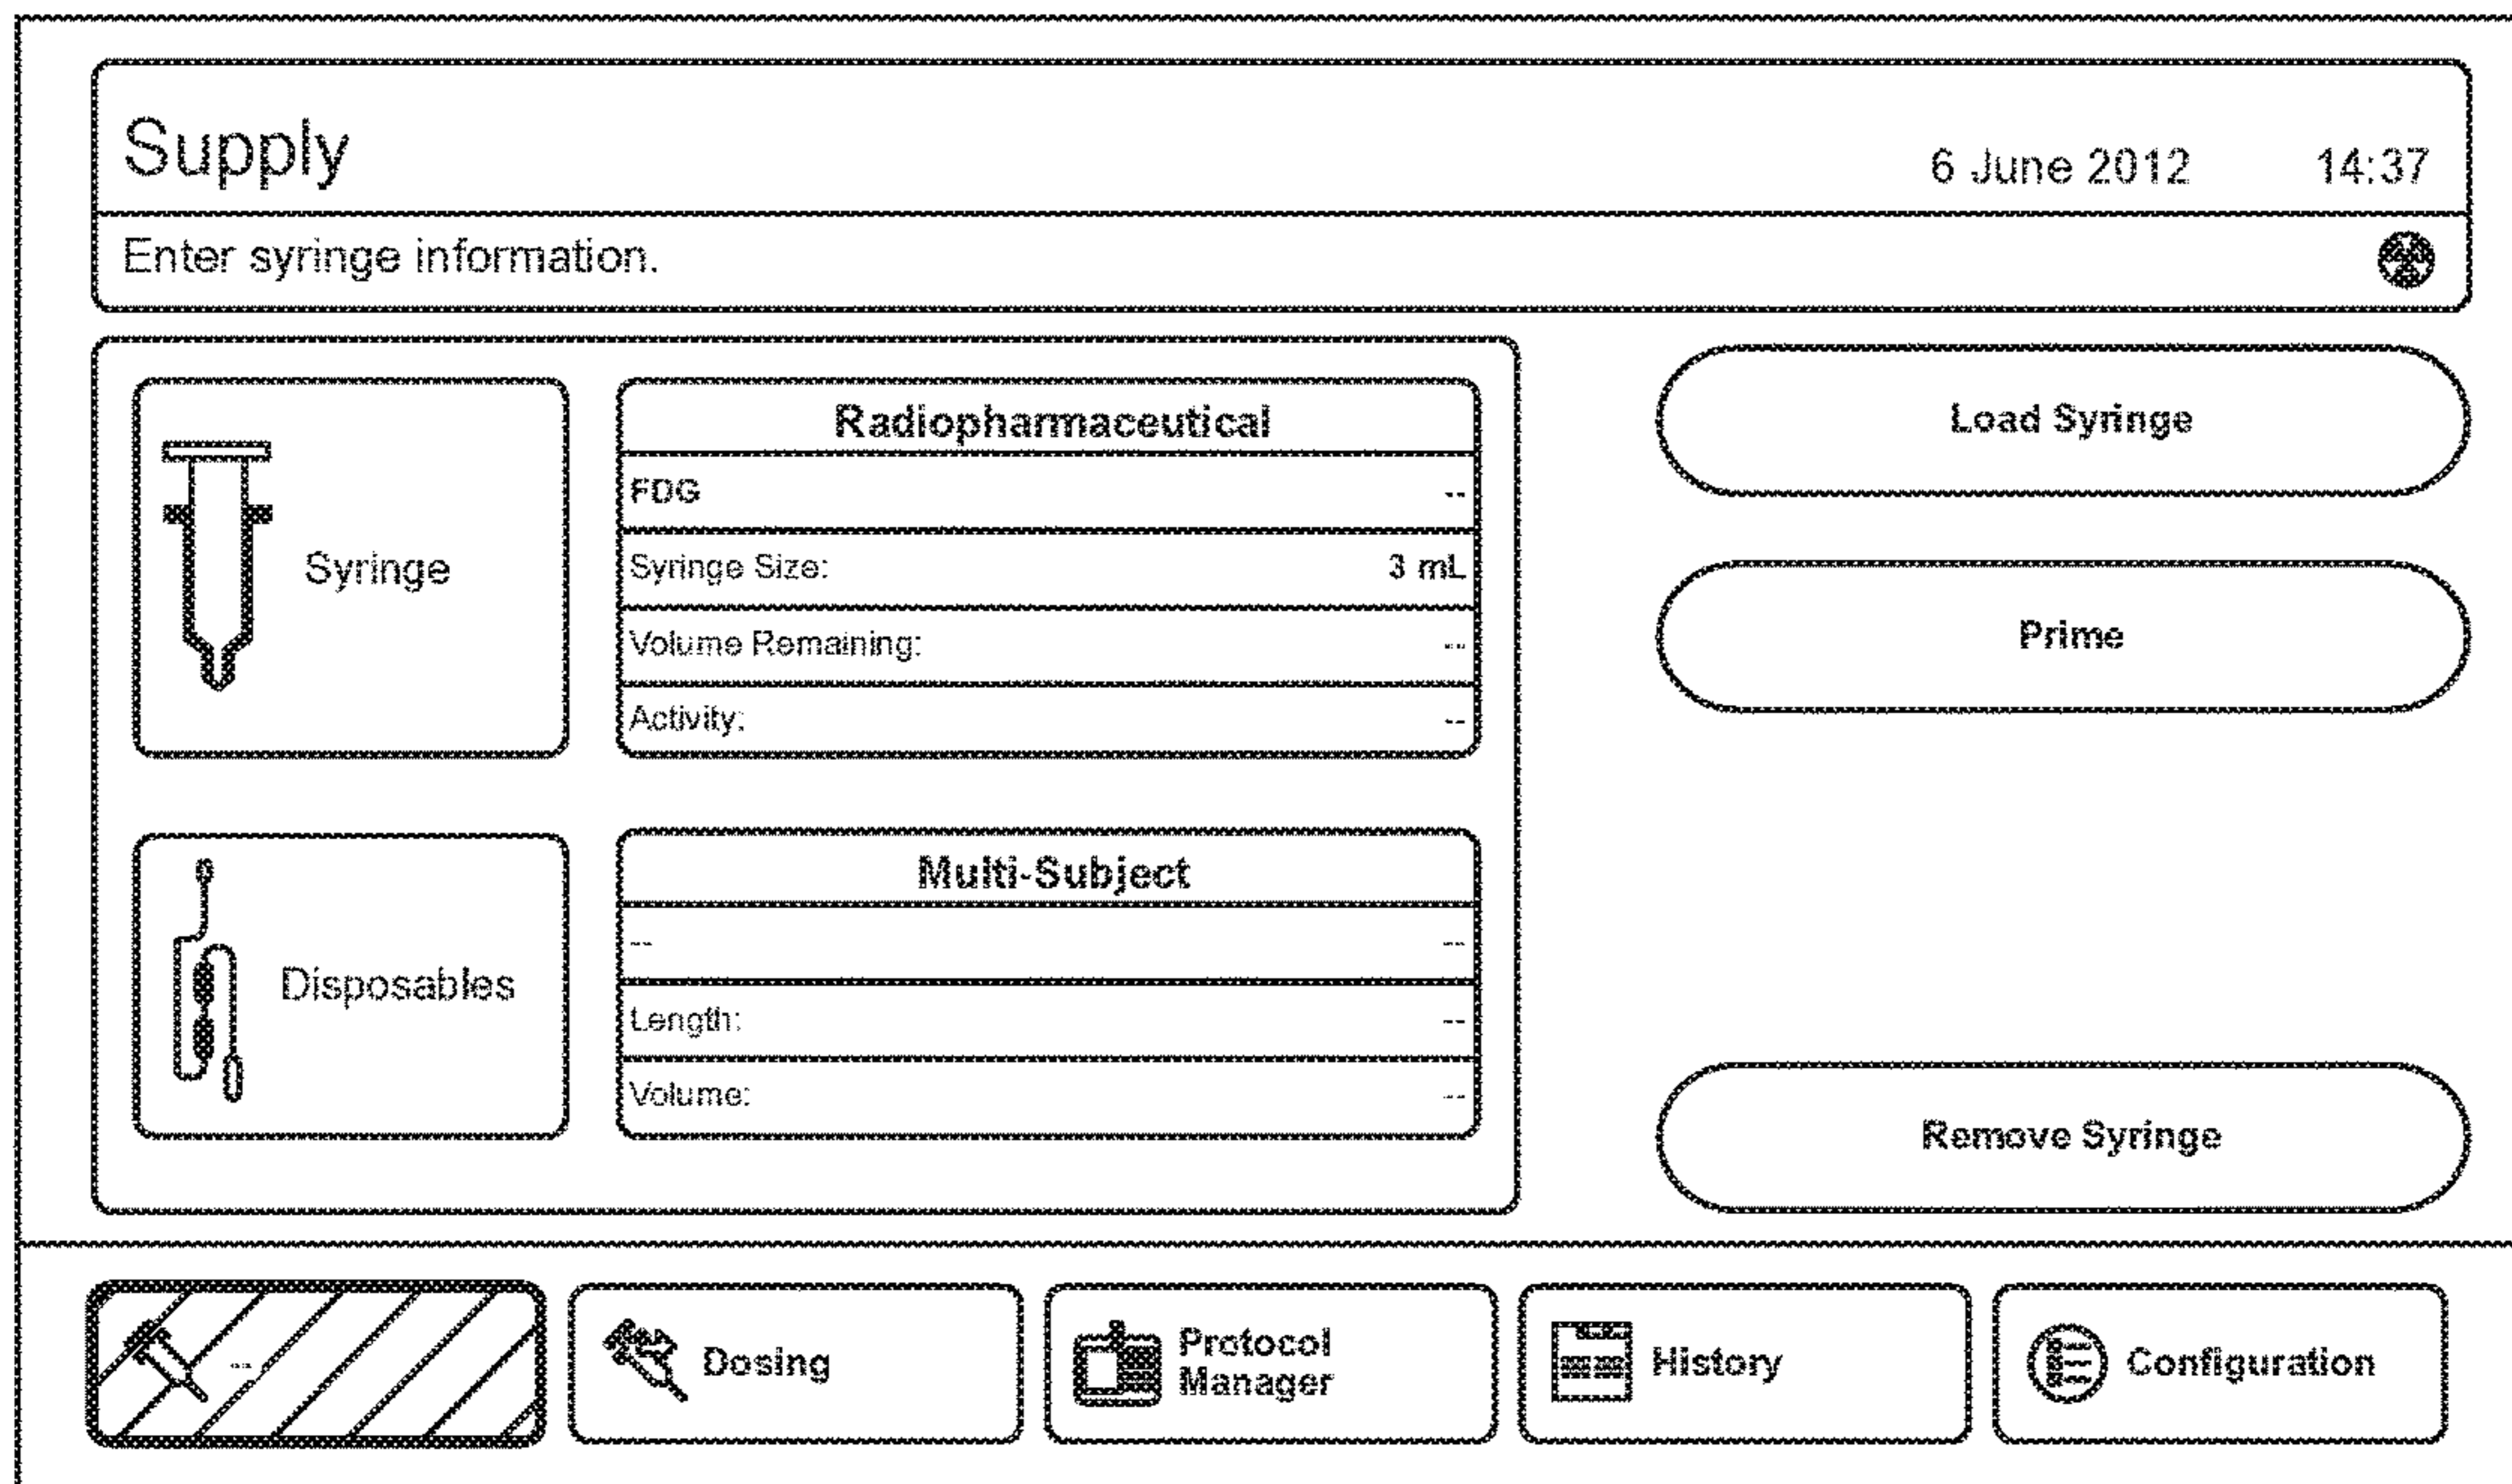 Supply
6 June 2012 14:37
Enter syringe information.
Syringe
Radiopharmaceutical
FDG --
Syringe Size: 3 mL
Volume Remaining: --
Activity: --
Load Syringe
Prime
Disposables
Multi-Subject
-- --
Length: --
Volume: --
Remove Syringe
--
Dosing
Protocol
Manager
History
Configuration